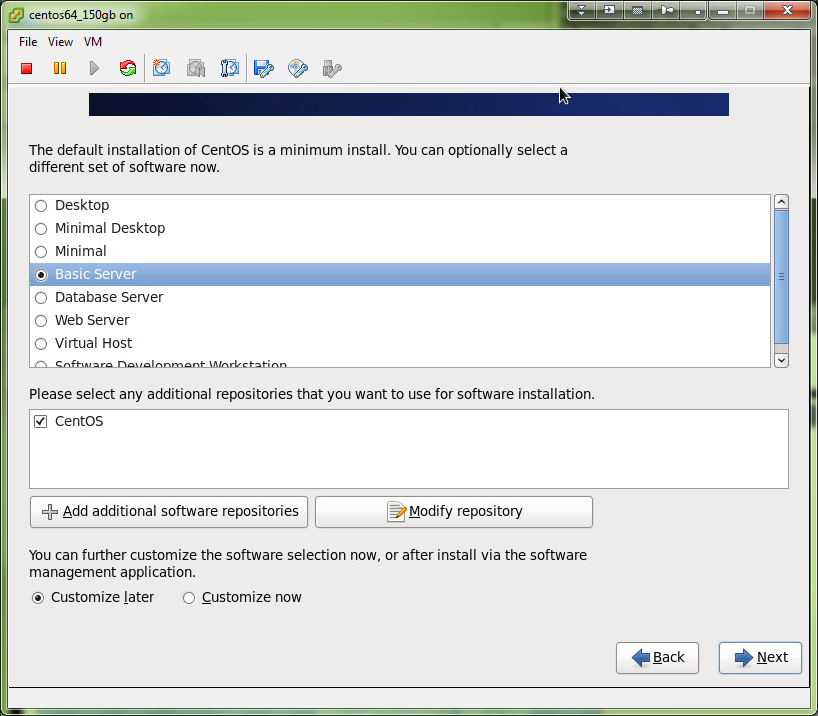 centos64_150gb on
File View VM
The default installation of CentOS is a minimum install. You can optionally select a
different set of software now.
Desktop
Minimal Desktop
Minimal
Basic Server
Database Server
Web Server
Virtual Host
Software Development Workstation
Please select any additional repositories that you want to use for software installation.
CentOS
Add additional software repositories
Modify repository
You can further customize the software selection now, or after install via the software
management application.
Customize later
Customize now
Back
Next